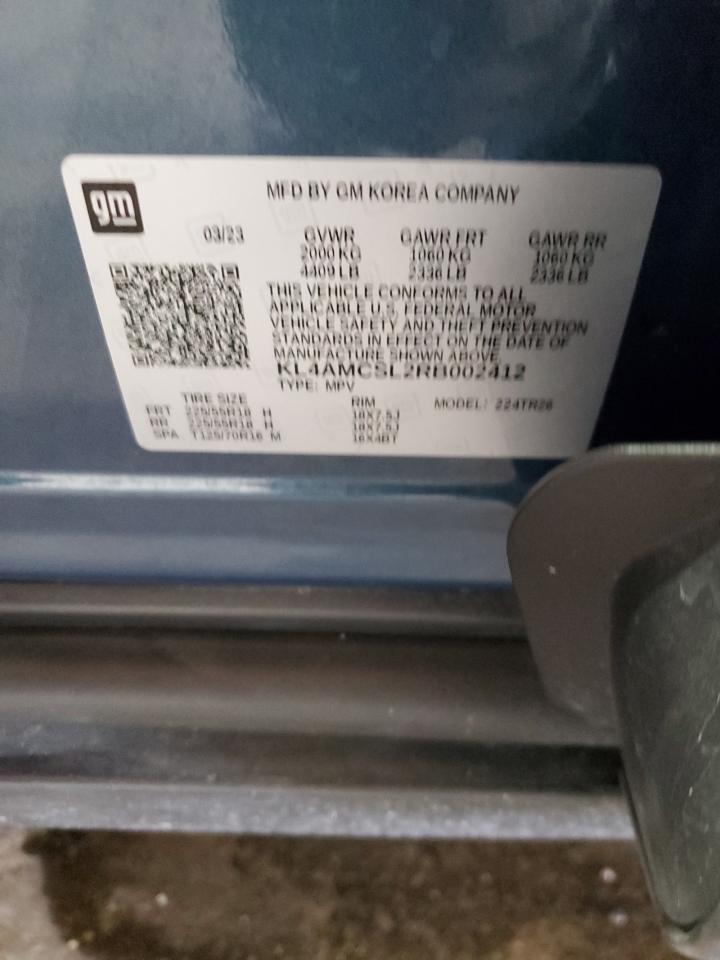 gm
MFD BY GM KOREA COMPANY
03/23 GVWR GAWR FRT GAWR RR
2000 KG 1060 KG 1060 KG
4409 LB 2336 LB 2336 LB
THIS VEHICLE CONFORMS TO ALL
APPLICABLE U.S. FEDERAL MOTOR
VEHICLE SAFETY AND THEFT PREVENTION
STANDARDS IN EFFECT ON THE DATE OF
MANUFACTURE SHOWN ABOVE
KL4AMCSL2RB002412
TYPE: MPV
TIRE SIZE RIM MODEL: 224TR26
FRT 225/55R18 H 18X7.5J
RR 225/55R18 H 18X7.5J
SPA T125/70R16 M 16X4BT